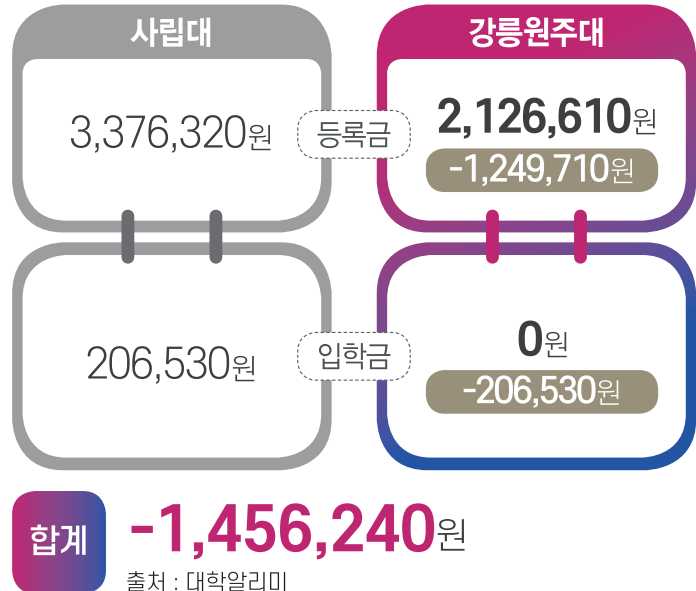 사립대
강릉원주대
3,376,320원
등록금
2,126,610원
-1,249,710원
206,530원
입학금
0원
-206,530원
합계
-1,456,240원
출처 : 대학알리미